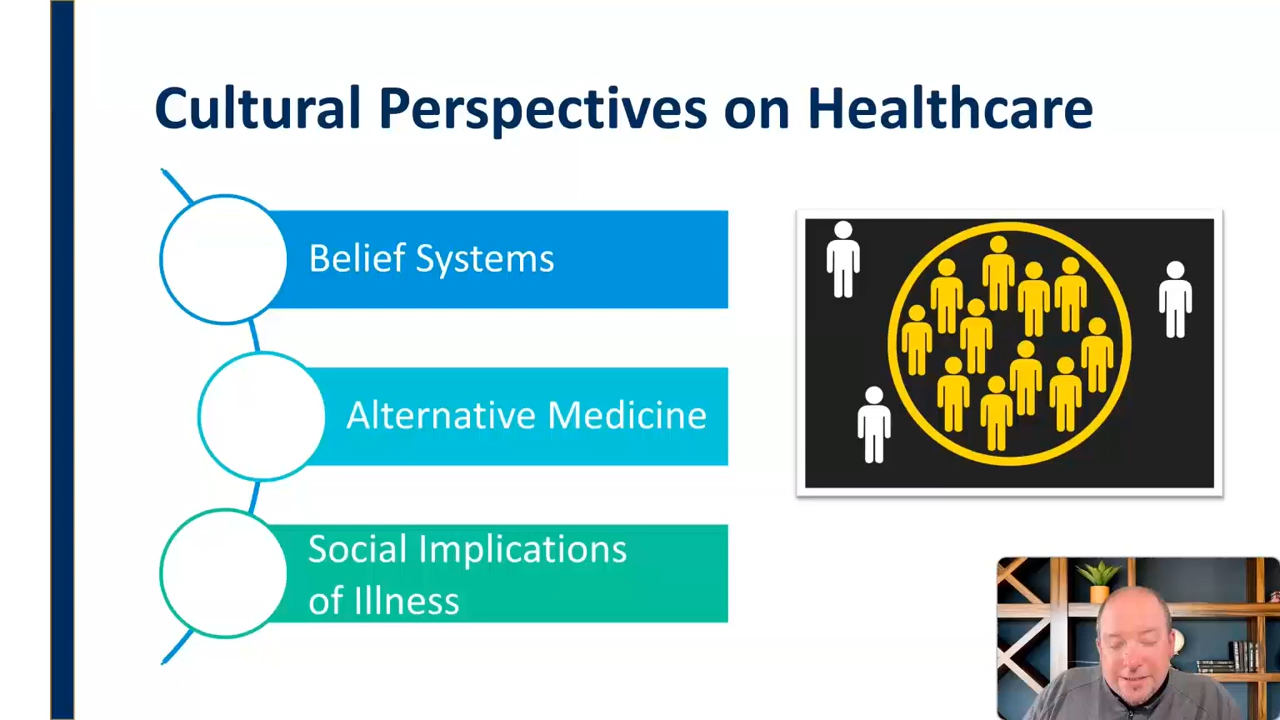 Cultural Perspectives on Healthcare
Belief Systems
Alternative Medicine
Social Implications
of Illness